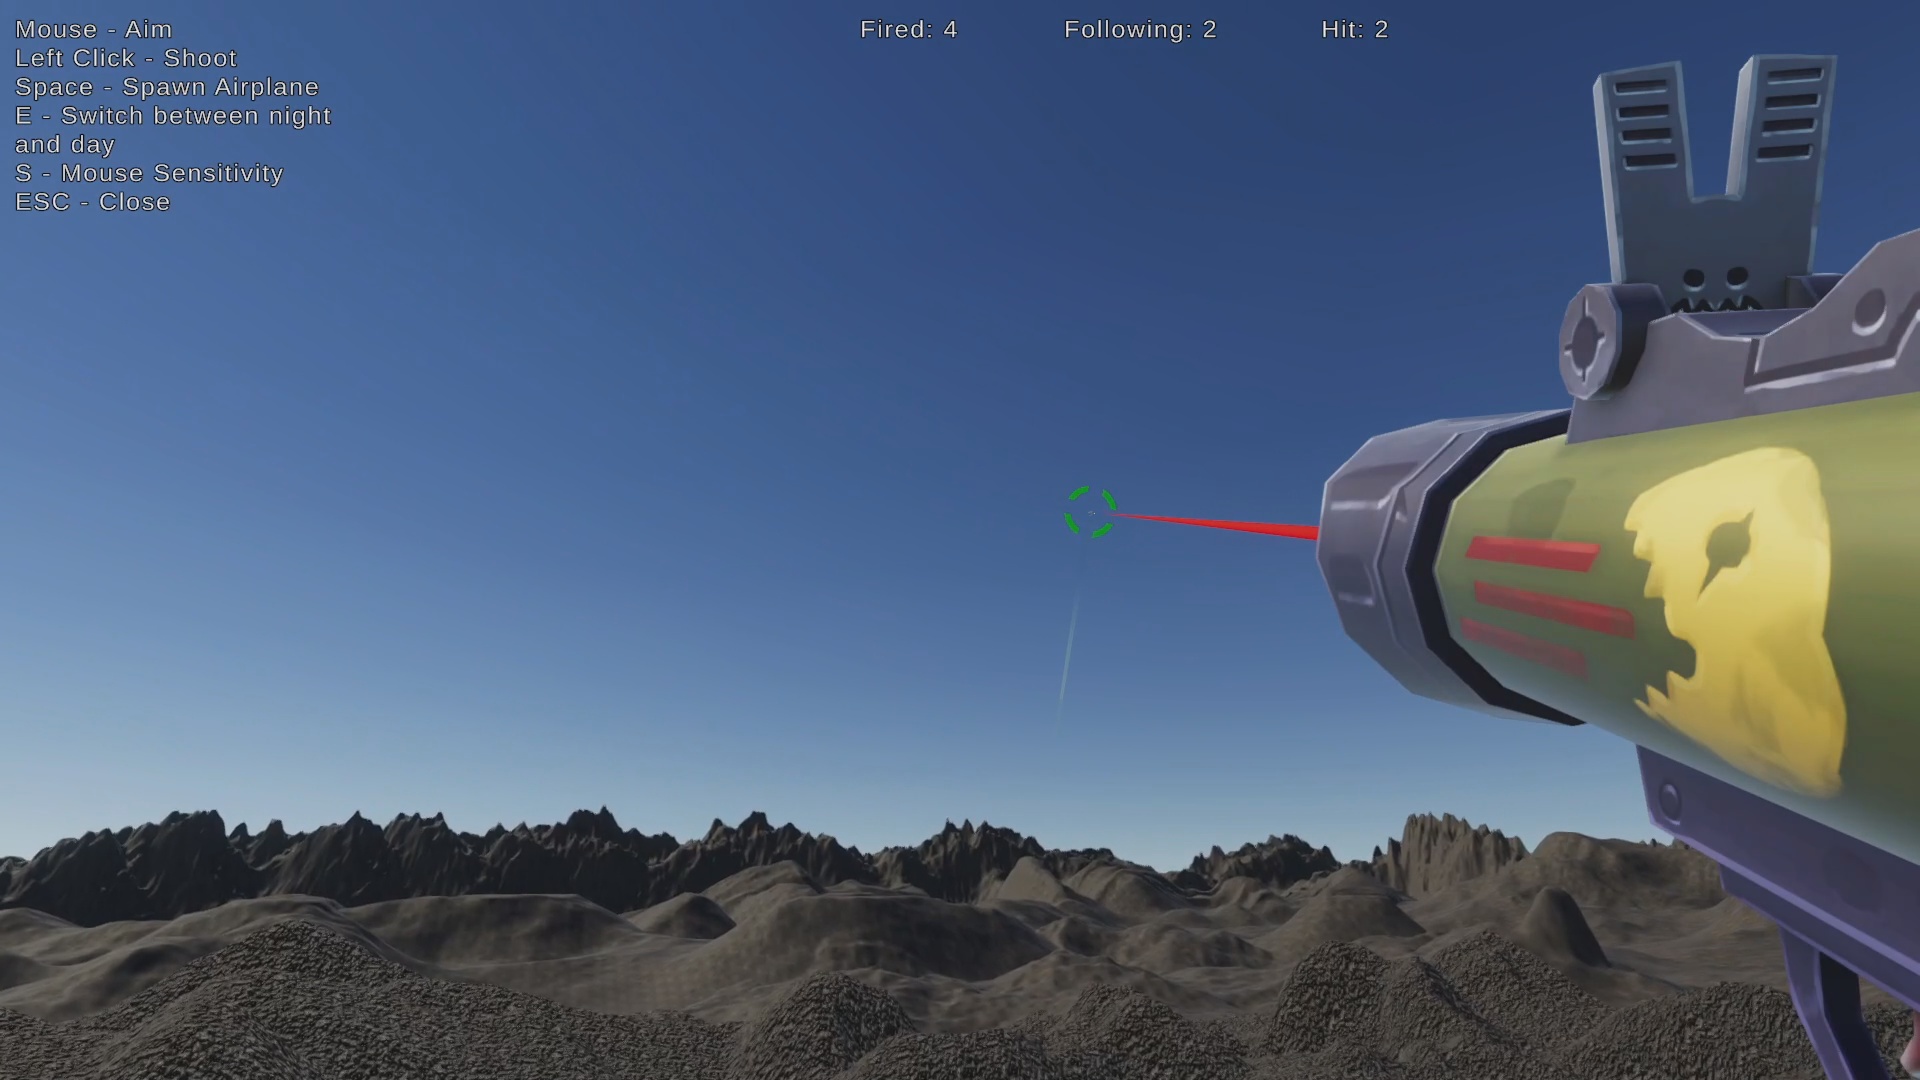 Mouse - Aim
Left Click - Shoot
Space - Spawn Airplane
E - Switch between night
and day
S - Mouse Sensitivity
ESC - Close
Fired: 4
Following: 2
Hit: 2